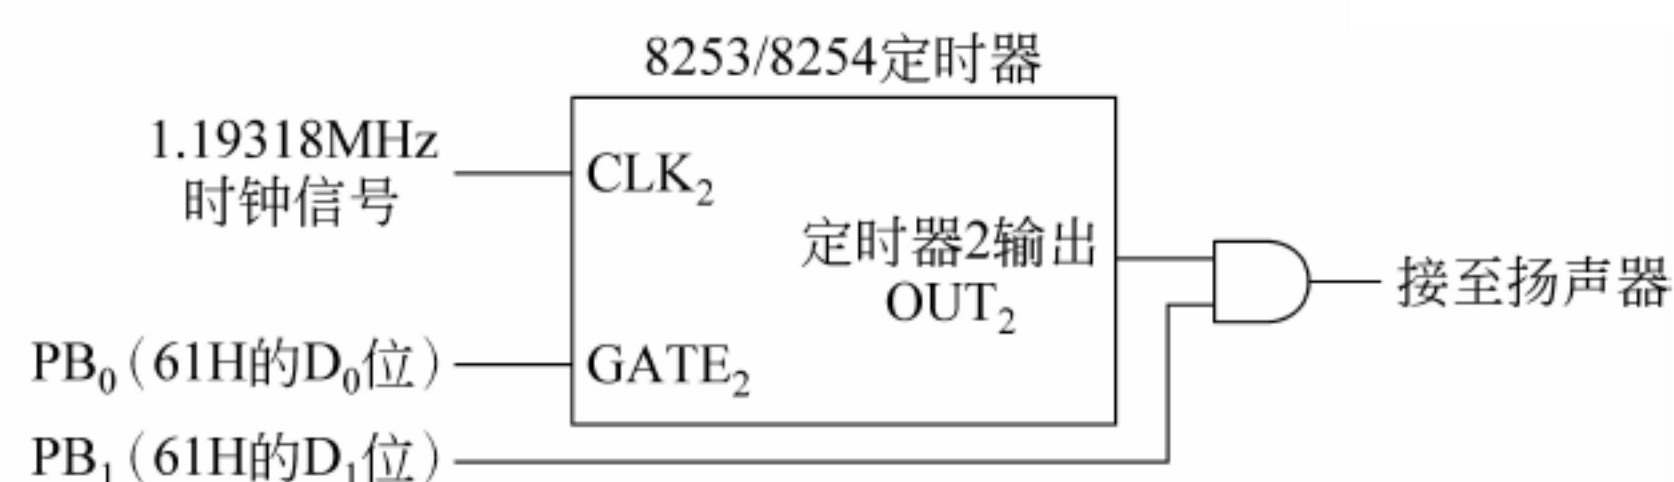 8253/8254定时器
1.19318MHz
时钟信号
CLK₂
定时器2输出
OUT₂
接至扬声器
PB₀（61H的D₀位）
GATE₂
PB₁（61H的D₁位）